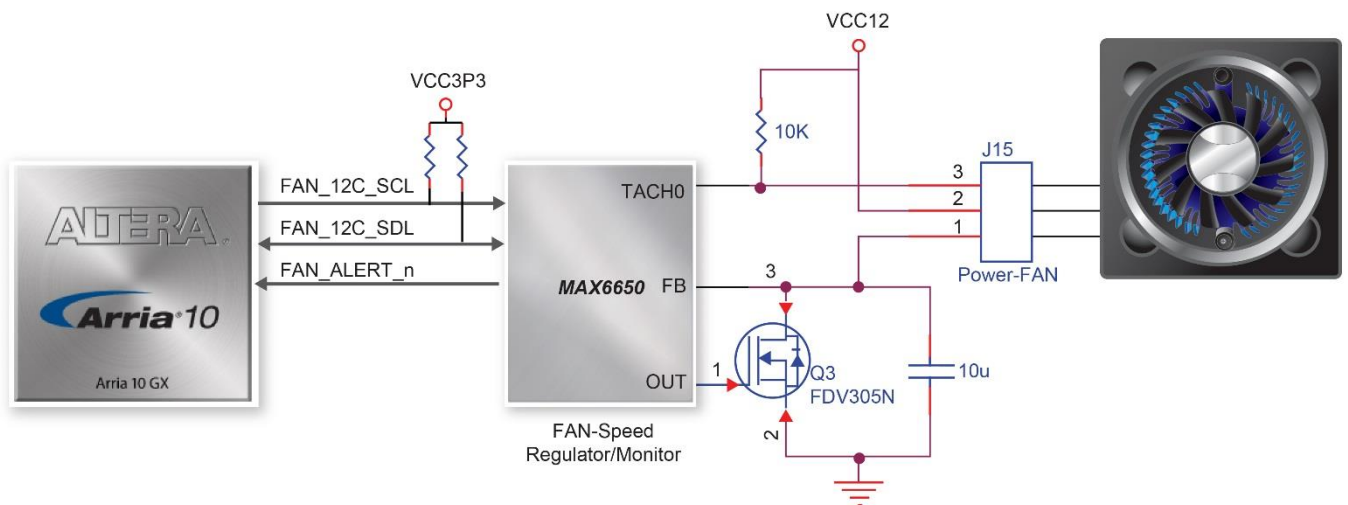 VCC12
VCC3P3
10K
J15
FAN_12C_SCL
TACH0
3
2
1
ALTERA
FAN_12C_SDL
FAN_ALERT_n
Power-FAN
3
MAX6650
FB
Arria 10
1
Q3
10u
Arria 10 GX
OUT
FDV305N
2
FAN-Speed
Regulator/Monitor